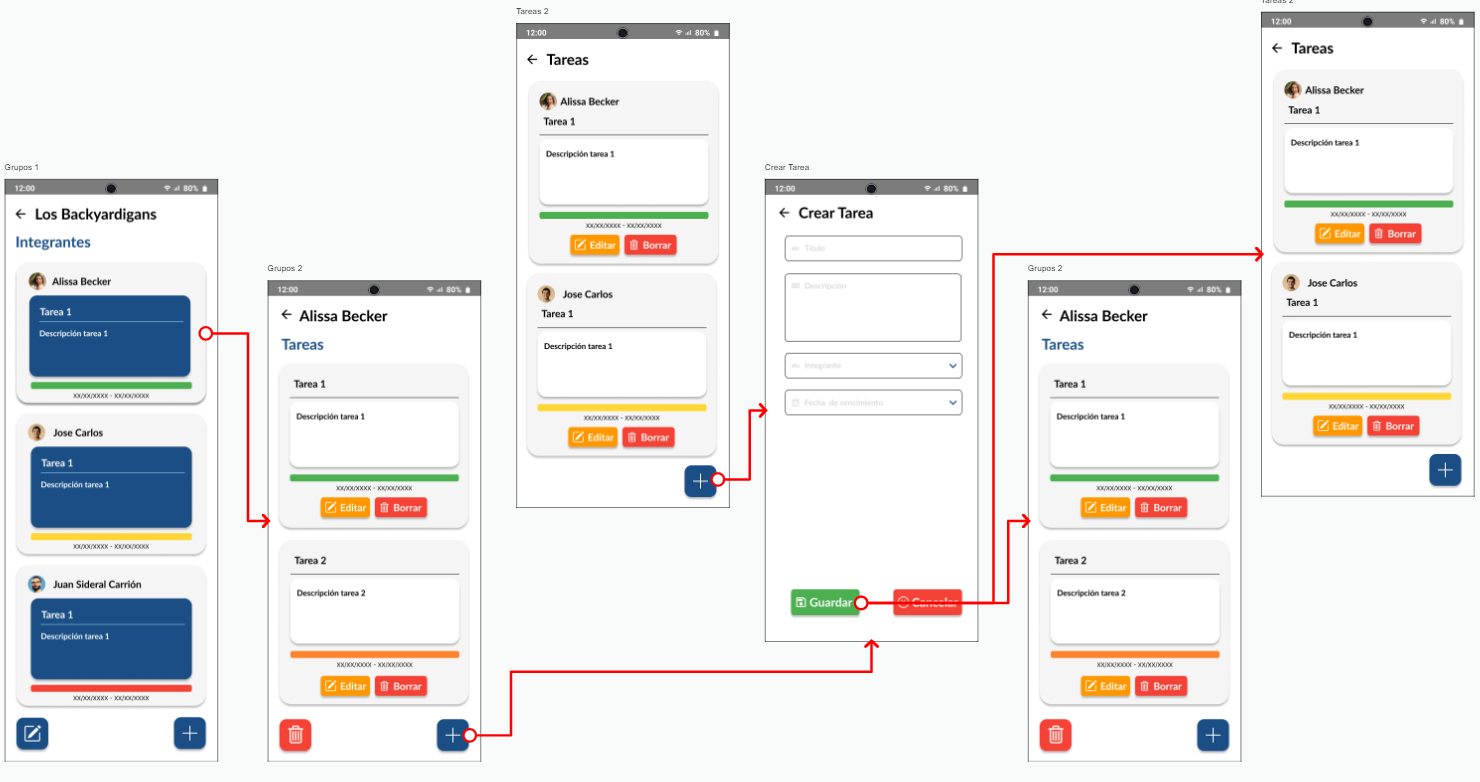 Grupos 1
12:00
80%
Los Backyardigans
Integrantes
Alissa Becker
Tarea 1
Descripción tarea 1
xx/xx/xxxx - xx/xx/xxxx
Jose Carlos
Tarea 1
Descripción tarea 1
xx/xx/xxxx - xx/xx/xxxx
Juan Sideral Carrión
Tarea 1
Descripción tarea 1
xx/xx/xxxx - xx/xx/xxxx
Grupos 2
12:00
80%
Alissa Becker
Tareas
Tarea 1
Descripción tarea 1
xx/xx/xxxx - xx/xx/xxxx
Editar
Borrar
Tarea 2
Descripción tarea 2
xx/xx/xxxx - xx/xx/xxxx
Editar
Borrar
Tareas 2
12:00
80%
Tareas
Alissa Becker
Tarea 1
Descripción tarea 1
xx/xx/xxxx - xx/xx/xxxx
Editar
Borrar
Jose Carlos
Tarea 1
Descripción tarea 1
xx/xx/xxxx - xx/xx/xxxx
Editar
Borrar
Crear Tarea
12:00
80%
Crear Tarea
Titulo
Descripción
Integrante
Fecha de vencimiento
Guardar
Cancelar
Grupos 2
12:00
80%
Alissa Becker
Tareas
Tarea 1
Descripción tarea 1
xx/xx/xxxx - xx/xx/xxxx
Editar
Borrar
Tarea 2
Descripción tarea 2
xx/xx/xxxx - xx/xx/xxxx
Editar
Borrar
Tareas 2
12:00
80%
Tareas
Alissa Becker
Tarea 1
Descripción tarea 1
xx/xx/xxxx - xx/xx/xxxx
Editar
Borrar
Jose Carlos
Tarea 1
Descripción tarea 1
xx/xx/xxxx - xx/xx/xxxx
Editar
Borrar